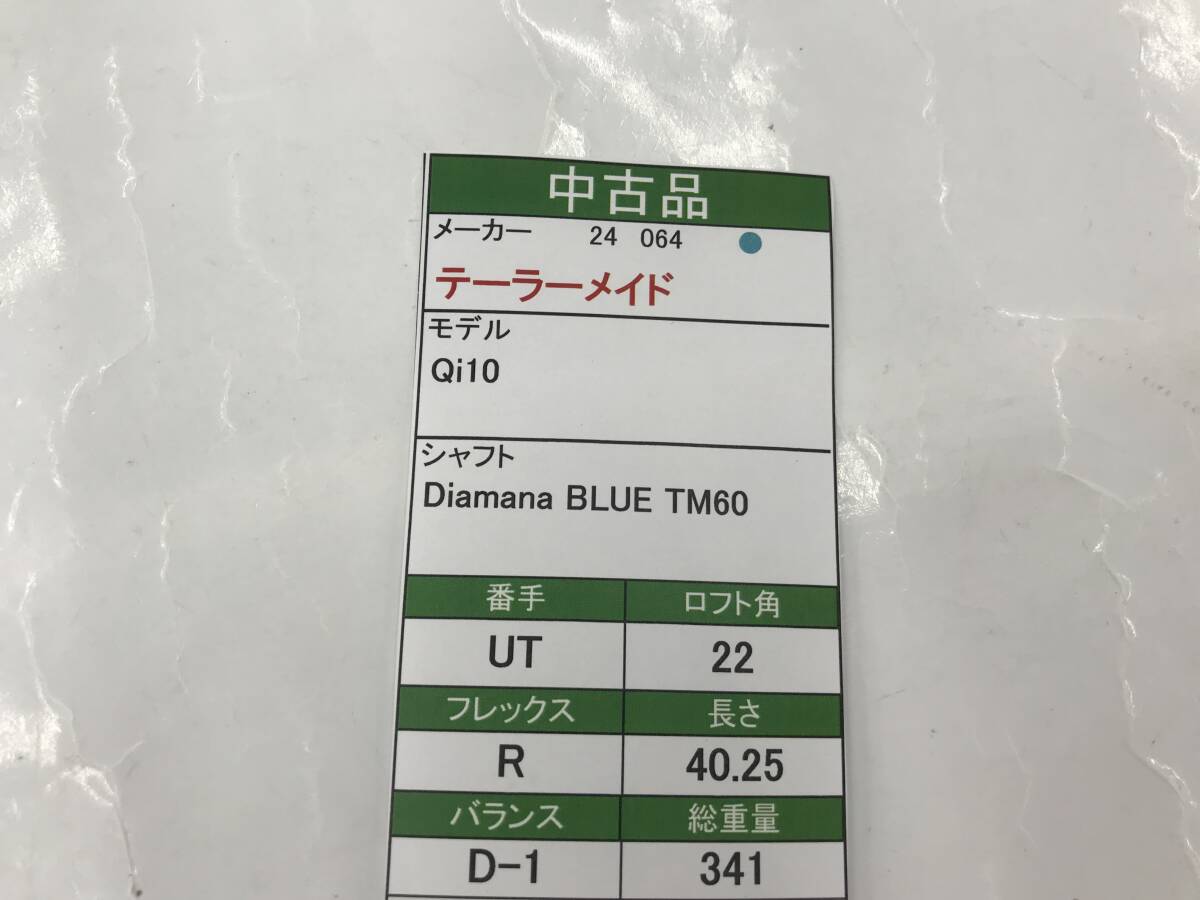 中古品
メーカー 24 064
テーラーメイド
モデル
Qi10
シャフト
Diamana BLUE TM60
番手 ロフト角
UT 22
フレックス 長さ
R 40.25
バランス 総重量
D-1 341